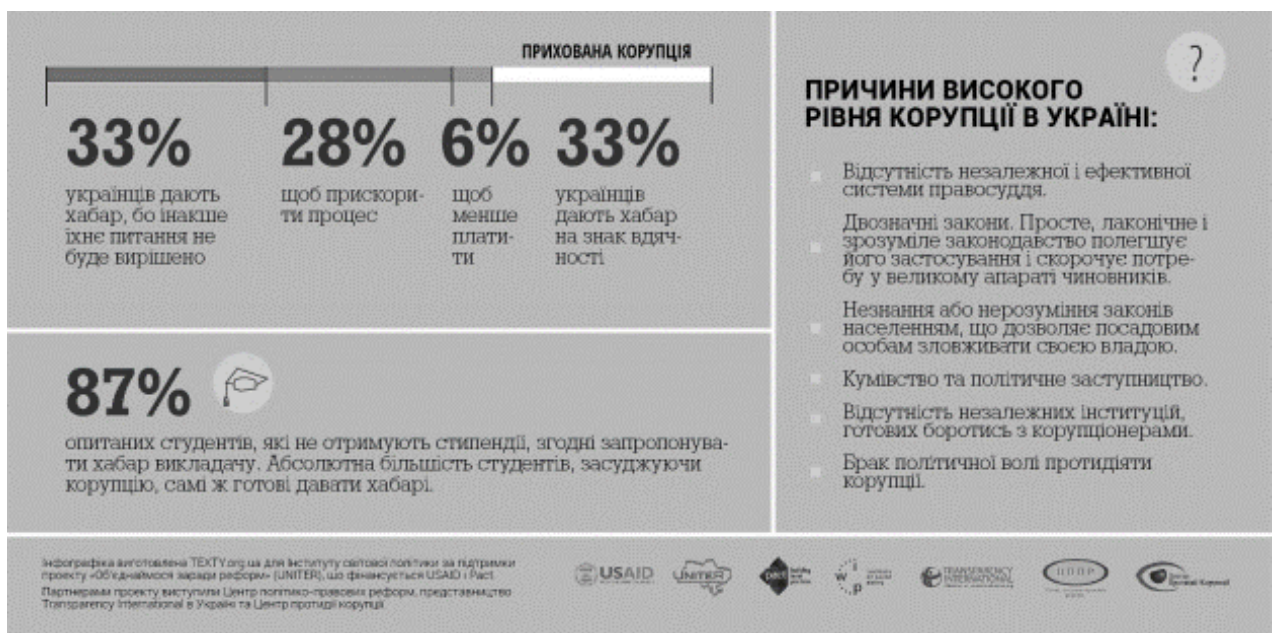 ПРИХОВАНА КОРУПЦІЯ
33%
українців дають
хабар, бо інакше
їхнє питання не
буде вирішено
28%
щоб прискори-
ти процес
6%
щоб
менше
плати-
ти
33%
українців
дають хабар
на знак вдяч-
ності
87%
опитаних студентів, які не отримують стипендії, згодні запропонува-
ти хабар викладачу. Абсолютна більшість студентів, засуджуючи
корупцію, самі ж готові давати хабарі.
?
ПРИЧИНИ ВИСОКОГО
РІВНЯ КОРУПЦІЇ В УКРАЇНІ:
Відсутність незалежної і ефективної
системи правосуддя.
Двозначні закони. Просте, лаконічне і
зрозуміле законодавство полегшує
його застосування і скорочує потре-
бу у великому апараті чиновників.
Незнання або нерозуміння законів
населенням, що дозволяє посадовим
особам зловживати своєю владою.
Кумівство та політичне заступництво.
Відсутність незалежних інституцій,
готових боротись з корупціонерами.
Брак політичної волі протидіяти
корупції.
Інфографіка виготовлена TEXTY.org.ua для Інституту світової політики за підтримки
проекту «Об'єднаймося заради реформ» (UNITER), що фінансується USAID і Pact.
Партнерами проекту виступили Центр політико-правових реформ, представництво
Transparency International в Україні та Центр протидії корупції
USAID
UNITER
pact
w i p
TRANSPARENCY
INTERNATIONAL
ЦППР